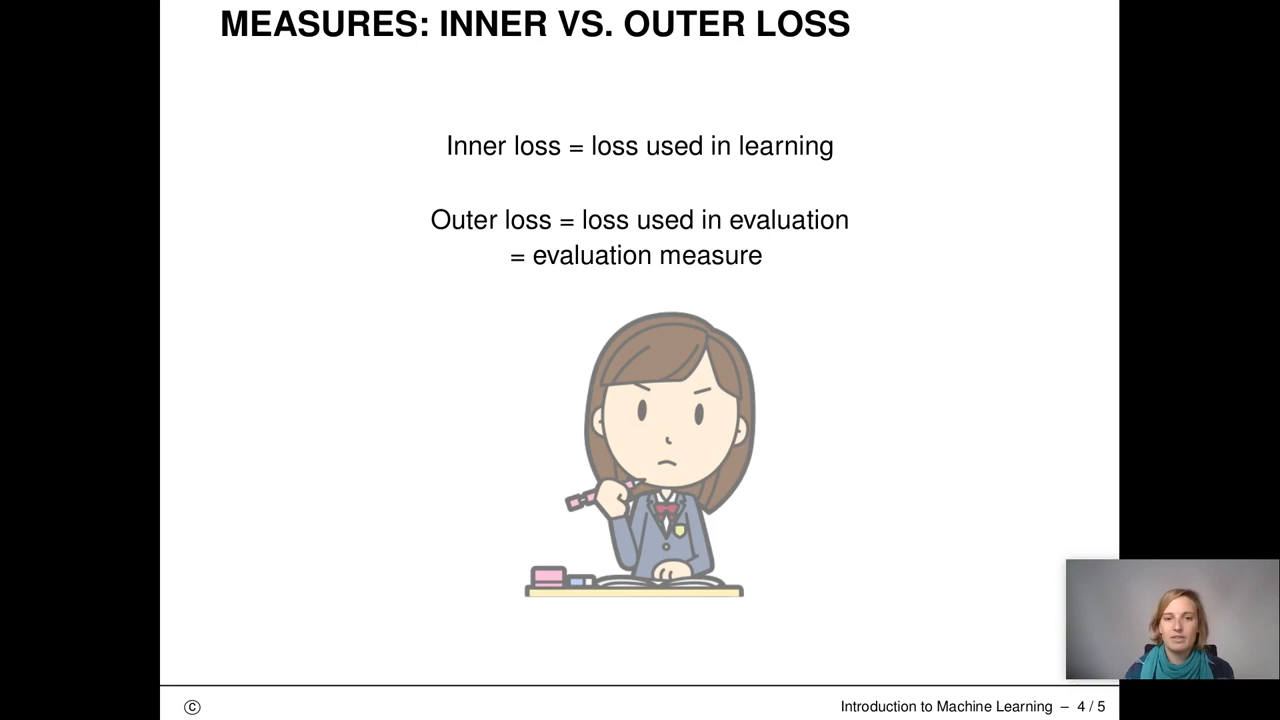 MEASURES: INNER VS. OUTER LOSS
Inner loss = loss used in learning
Outer loss = loss used in evaluation
= evaluation measure
© Introduction to Machine Learning – 4 / 5